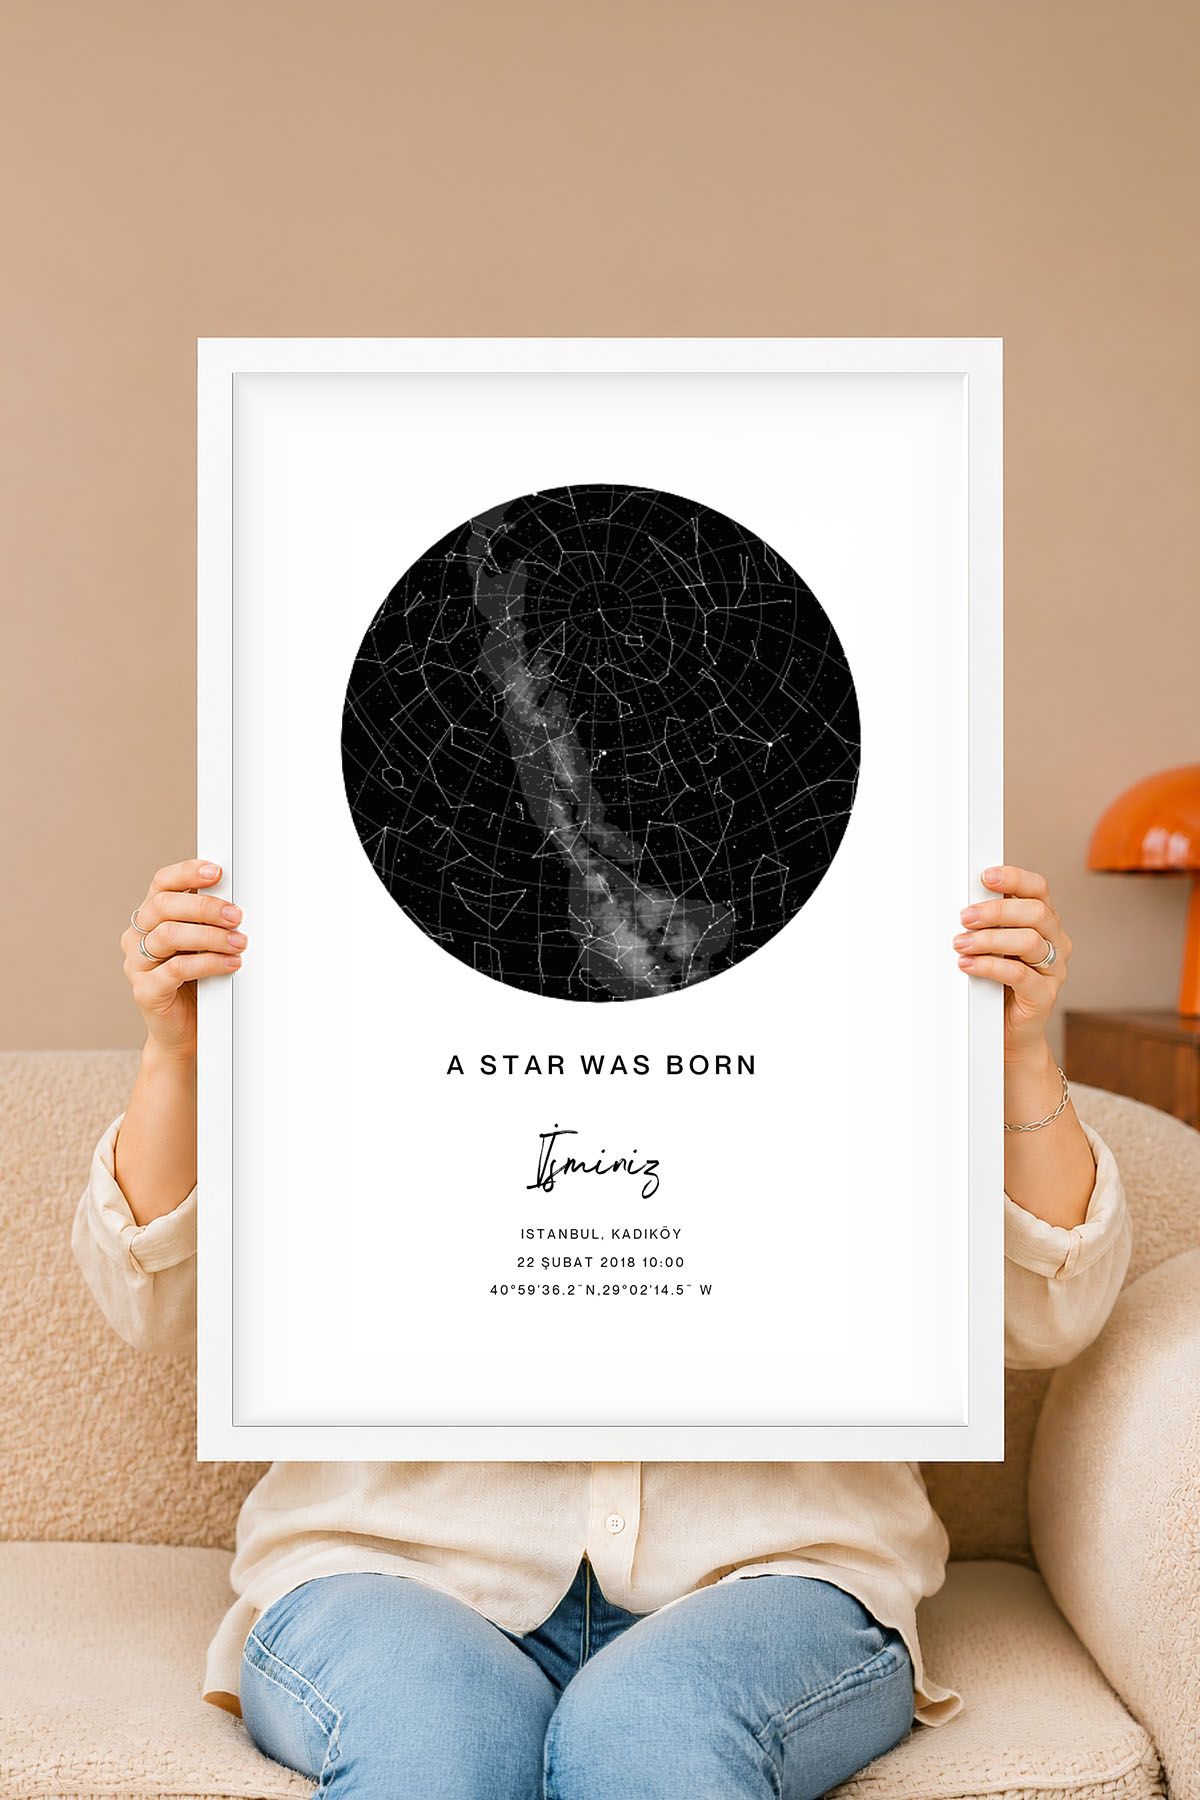 A STAR WAS BORN
İsminiz
ISTANBUL, KADIKÖY
22 ŞUBAT 2018 10:00
40°59'36.2¨N,29°02'14.5¨ W